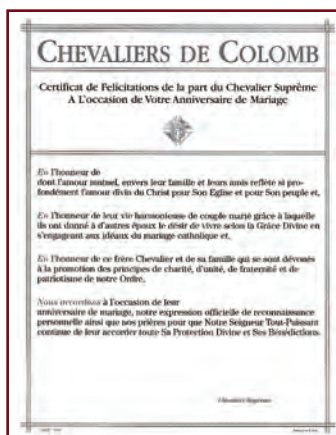 CHEVALIERS DE COLOMB
Certificat de Felicitations de la part du Chevalier Suprême
À L'occasion de Votre Anniversaire de Mariage
En l'honneur de
dont l'amour mutuel, envers leur famille et leurs amis reflète si pro-
fondément l'amour divin du Christ pour Son Eglise et pour Son peuple et,
En l'honneur de leur vie harmonieuse de couple marié grâce à laquelle
ils ont donné à d'autres époux le désir de vivre selon la Grâce Divine en
s'engageant aux idéaux du mariage catholique et,
En l'honneur de ce frère Chevalier et de sa famille qui se sont dévoués
à la promotion des principes de charité, d'unité, de fraternité et de
patriotisme de notre Ordre,
Nous accordons à l'occasion de leur
anniversaire de mariage, notre expression officielle de reconnaissance
personnelle ainsi que nos prières pour que Notre Seigneur Tout-Puissant
continue de leur accorder toute Sa Protection Divine et Ses Bénédictions.
Chevalier Suprême